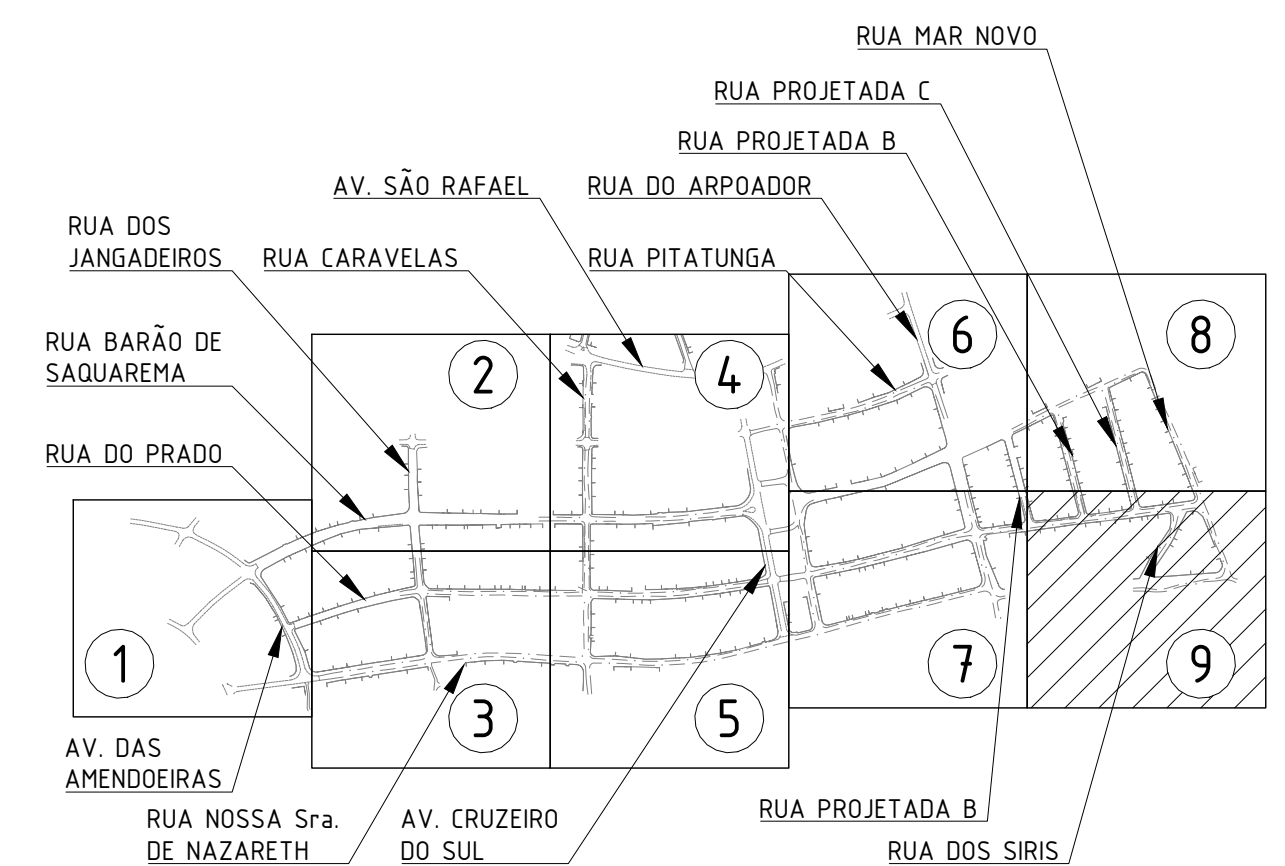 RUA MAR NOVO
RUA PROJETADA C
RUA PROJETADA B
AV. SÃO RAFAEL
RUA DO ARPOADOR
RUA DOS
JANGADEIROS
RUA CARAVELAS
RUA PITATUNGA
RUA BARÃO DE
SAQUAREMA
RUA DO PRADO
2
4
6
8
1
3
5
7
9
AV. DAS
AMENDOEIRAS
RUA NOSSA Sra.
DE NAZARETH
AV. CRUZEIRO
DO SUL
RUA PROJETADA B
RUA DOS SIRIS